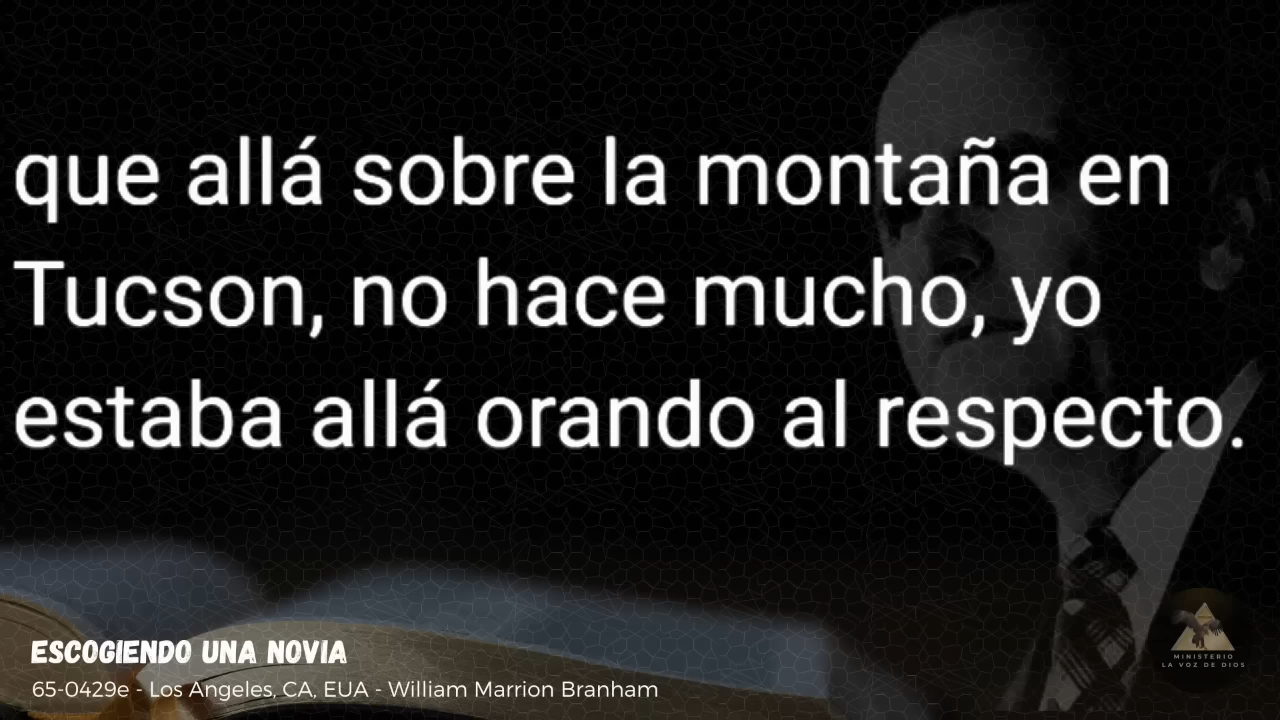 que allá sobre la montaña en
Tucson, no hace mucho, yo
estaba allá orando al respecto.
ESCOGIENDO UNA NOVIA
65-0429e - Los Angeles, CA, EUA - William Marrion Branham
MINISTERIO
LA VOZ DE DIOS